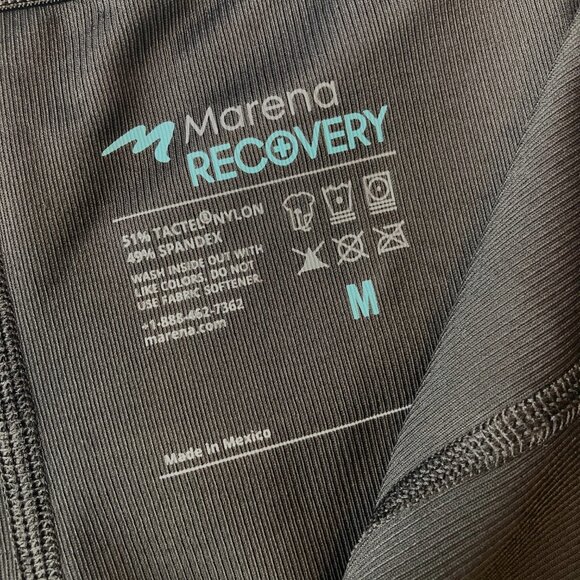 Marena
RECOVERY
51% TACTEL® NYLON
49% SPANDEX
WASH INSIDE OUT WITH
LIKE COLORS. DO NOT
USE FABRIC SOFTENER.
+1-888-462-7362
marena.com
M
Made in Mexico